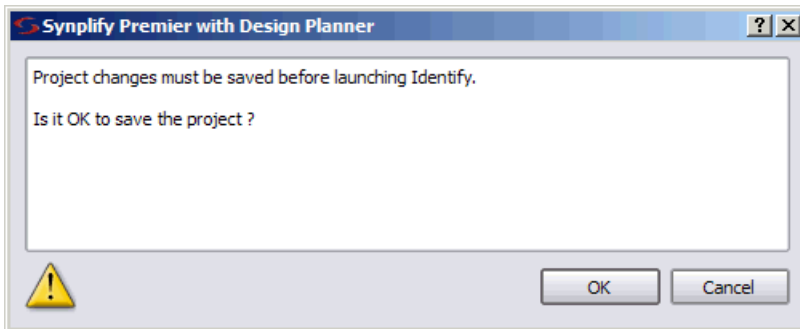 Synplify Premier with Design Planner
?
Project changes must be saved before launching Identify.
Is it OK to save the project ?
OK
Cancel